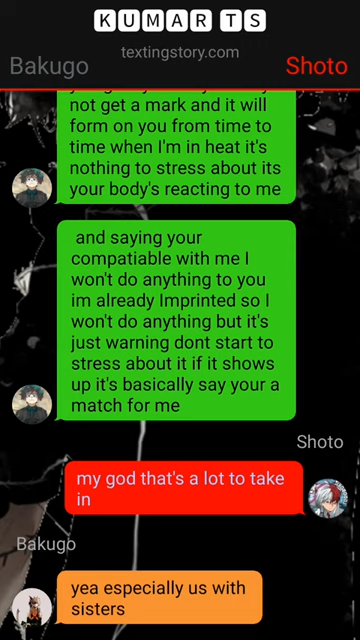 KUMAR TS
textingstory.com
Bakugo
Shoto
not get a mark and it will
form on you from time to
time when I'm in heat it's
nothing to stress about its
your body's reacting to me
and saying your
compatiable with me I
won't do anything to you
im already Imprinted so I
won't do anything but it's
just warning dont start to
stress about it if it shows
up it's basically say your a
match for me
Shoto
my god that's a lot to take
in
Bakugo
yea especially us with
sisters